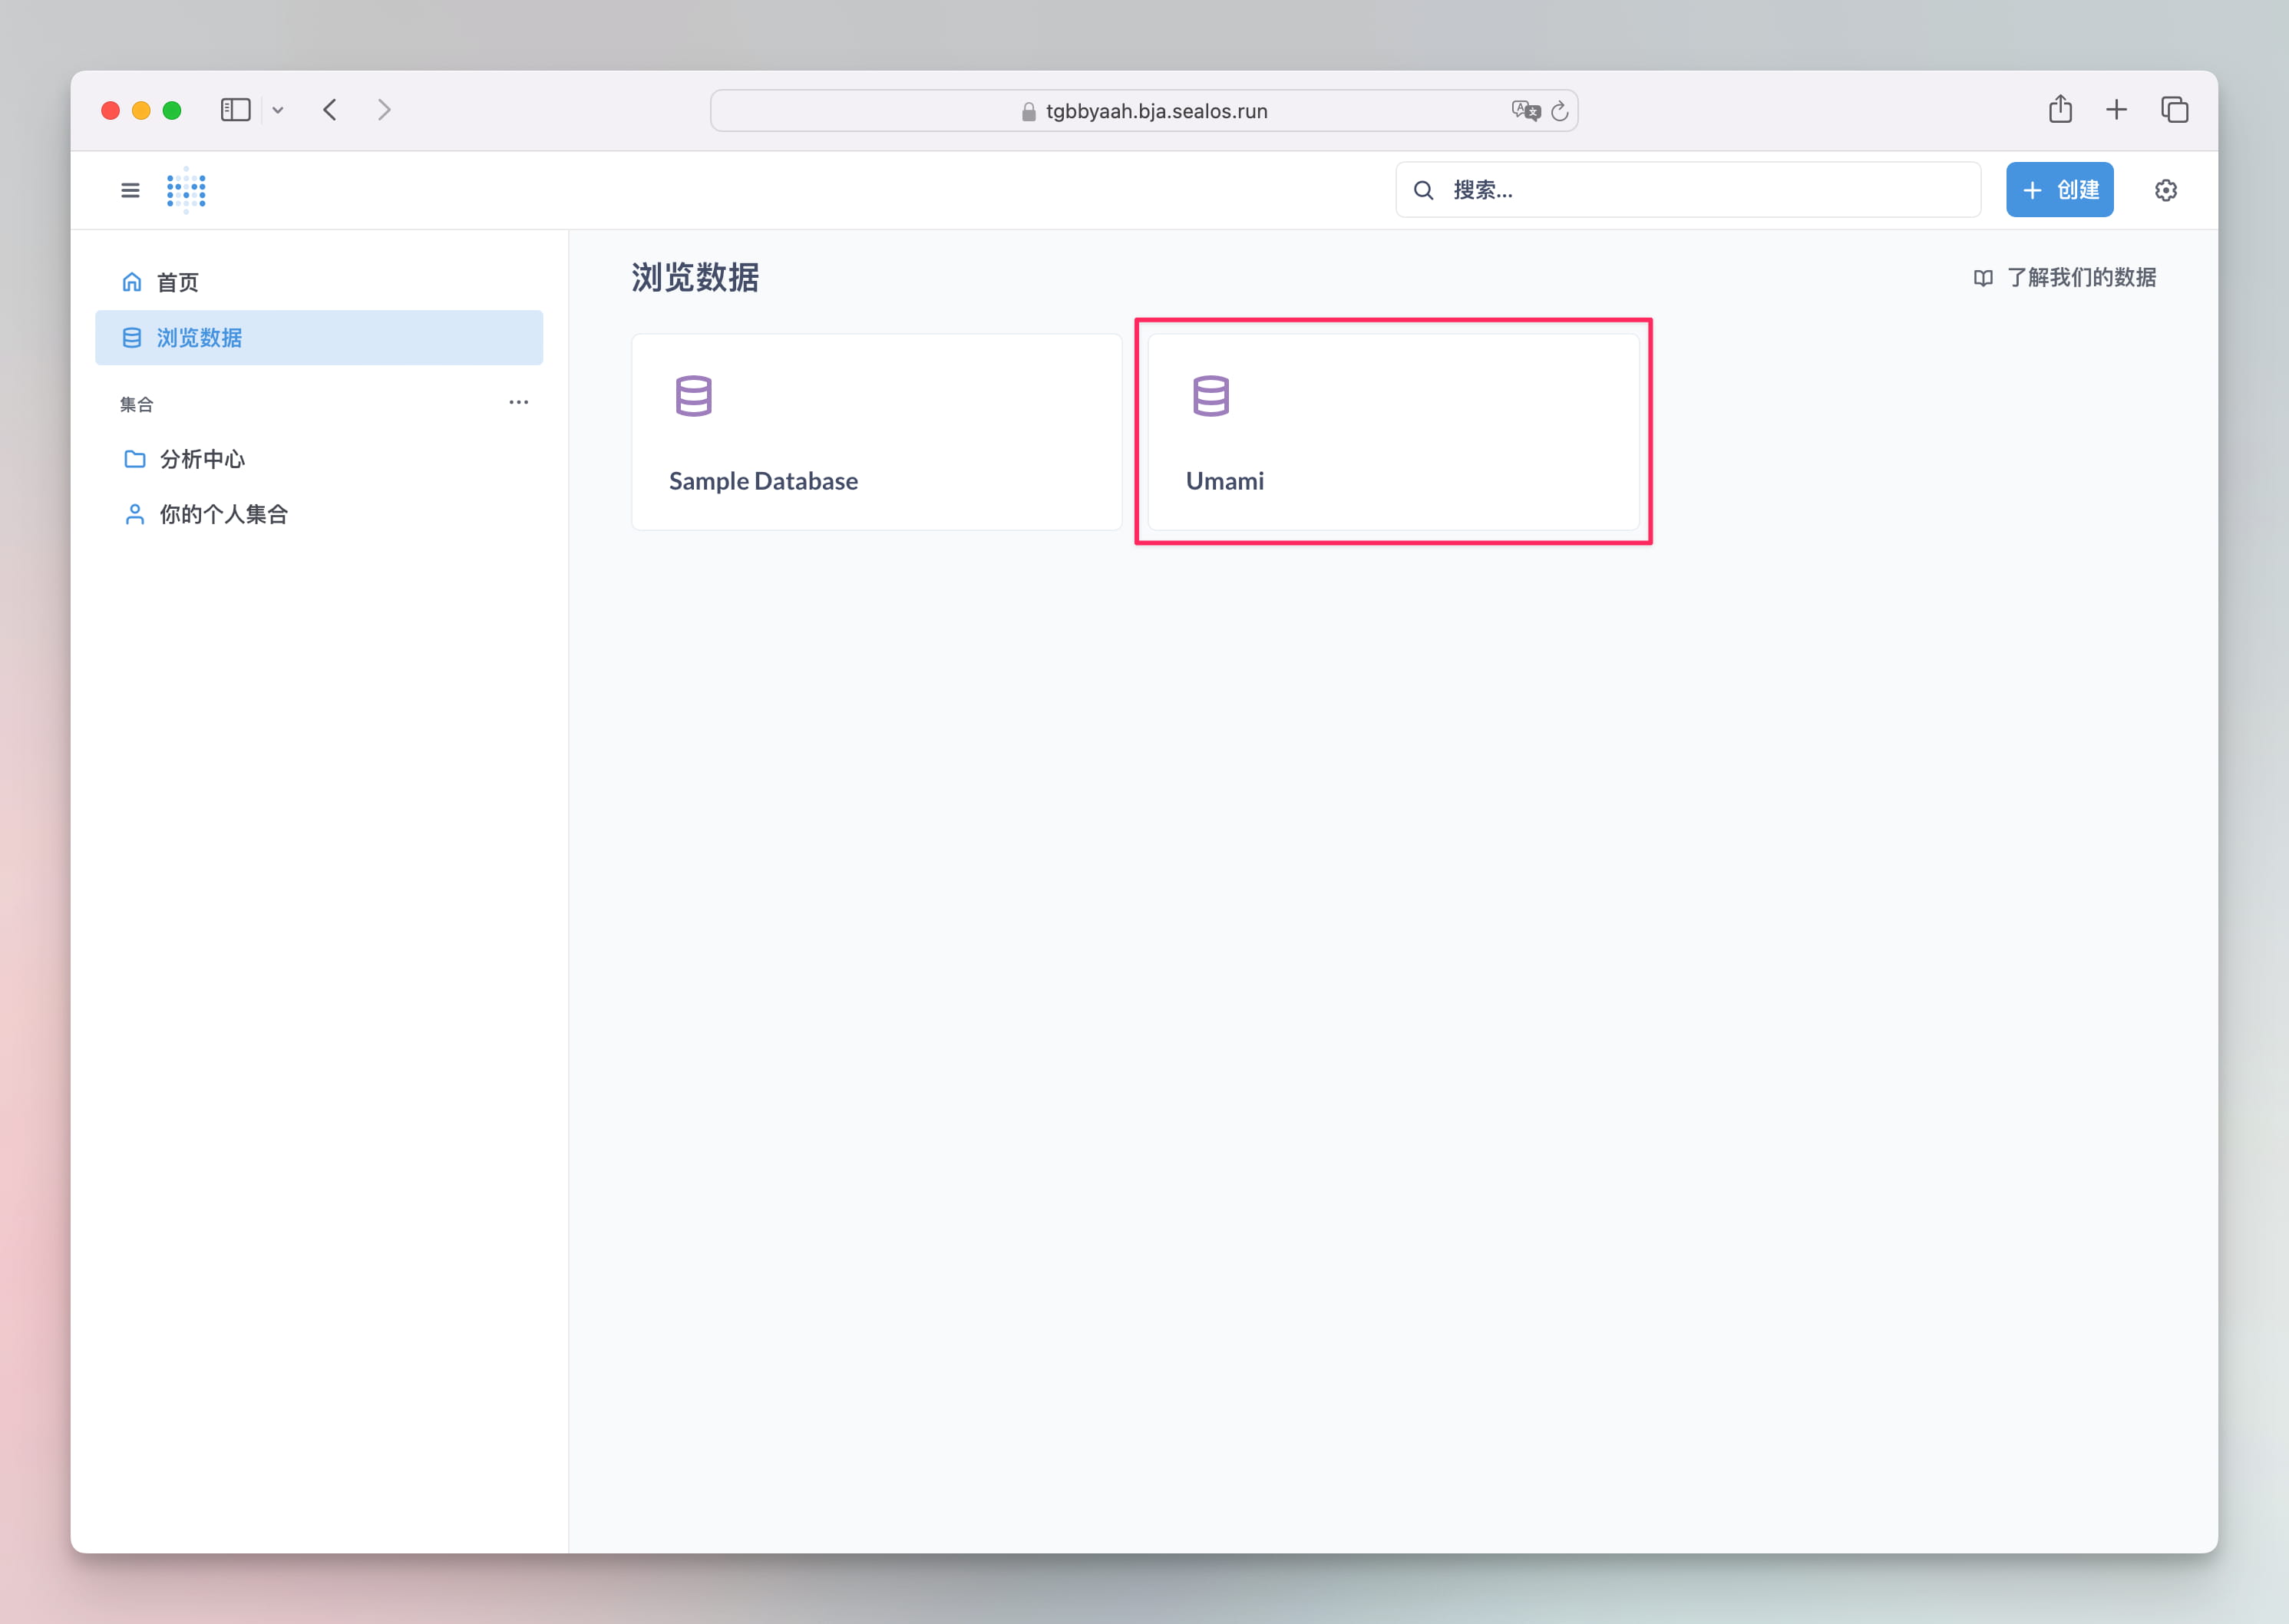 tgbbyaah.bja.sealos.run
搜索...
创建
首页
浏览数据
集合
分析中心
你的个人集合
浏览数据
了解我们的数据
Sample Database
Umami